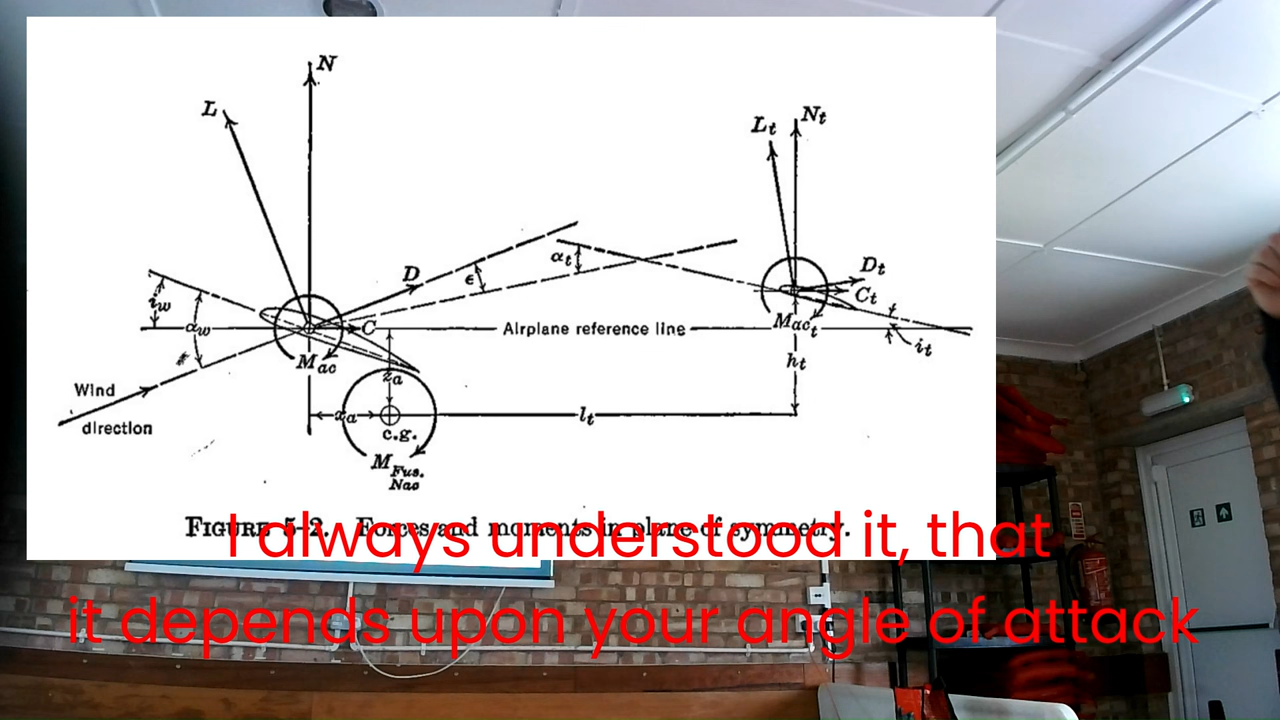 N
L
Lt
Nt
αt
ϵ
D
Dt
Ct
iw
αw
C
Airplane reference line
Mac
Mact
it
za
ht
Wind
direction
xa
lt
c.g.
M Fus.
Nac
FIGURE 5-2. Forces and moments in plane of symmetry.
I always understood it, that
it depends upon your angle of attack